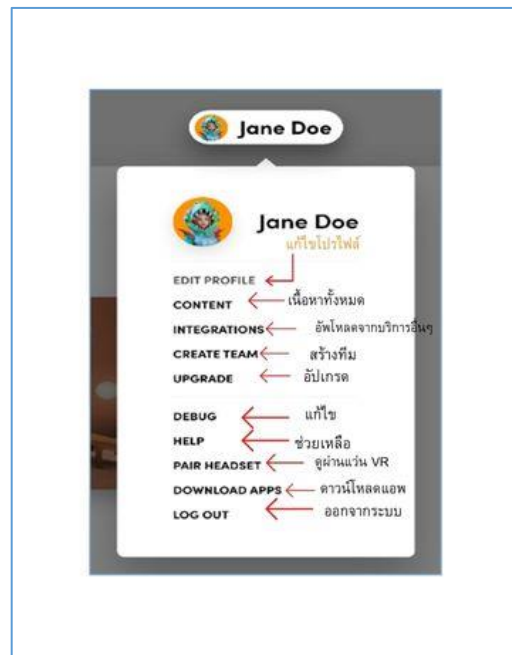 Jane Doe
Jane Doe
แก้ไขโปรไฟล์
EDIT PROFILE
CONTENT เนื้อหาทั้งหมด
INTEGRATIONS อัพโหลดจากบริการอื่นๆ
CREATE TEAM สร้างทีม
UPGRADE อัปเกรด
DEBUG แก้ไข
HELP ช่วยเหลือ
PAIR HEADSET ดูผ่านแว่น VR
DOWNLOAD APPS ดาวน์โหลดแอพ
LOG OUT ออกจากระบบ